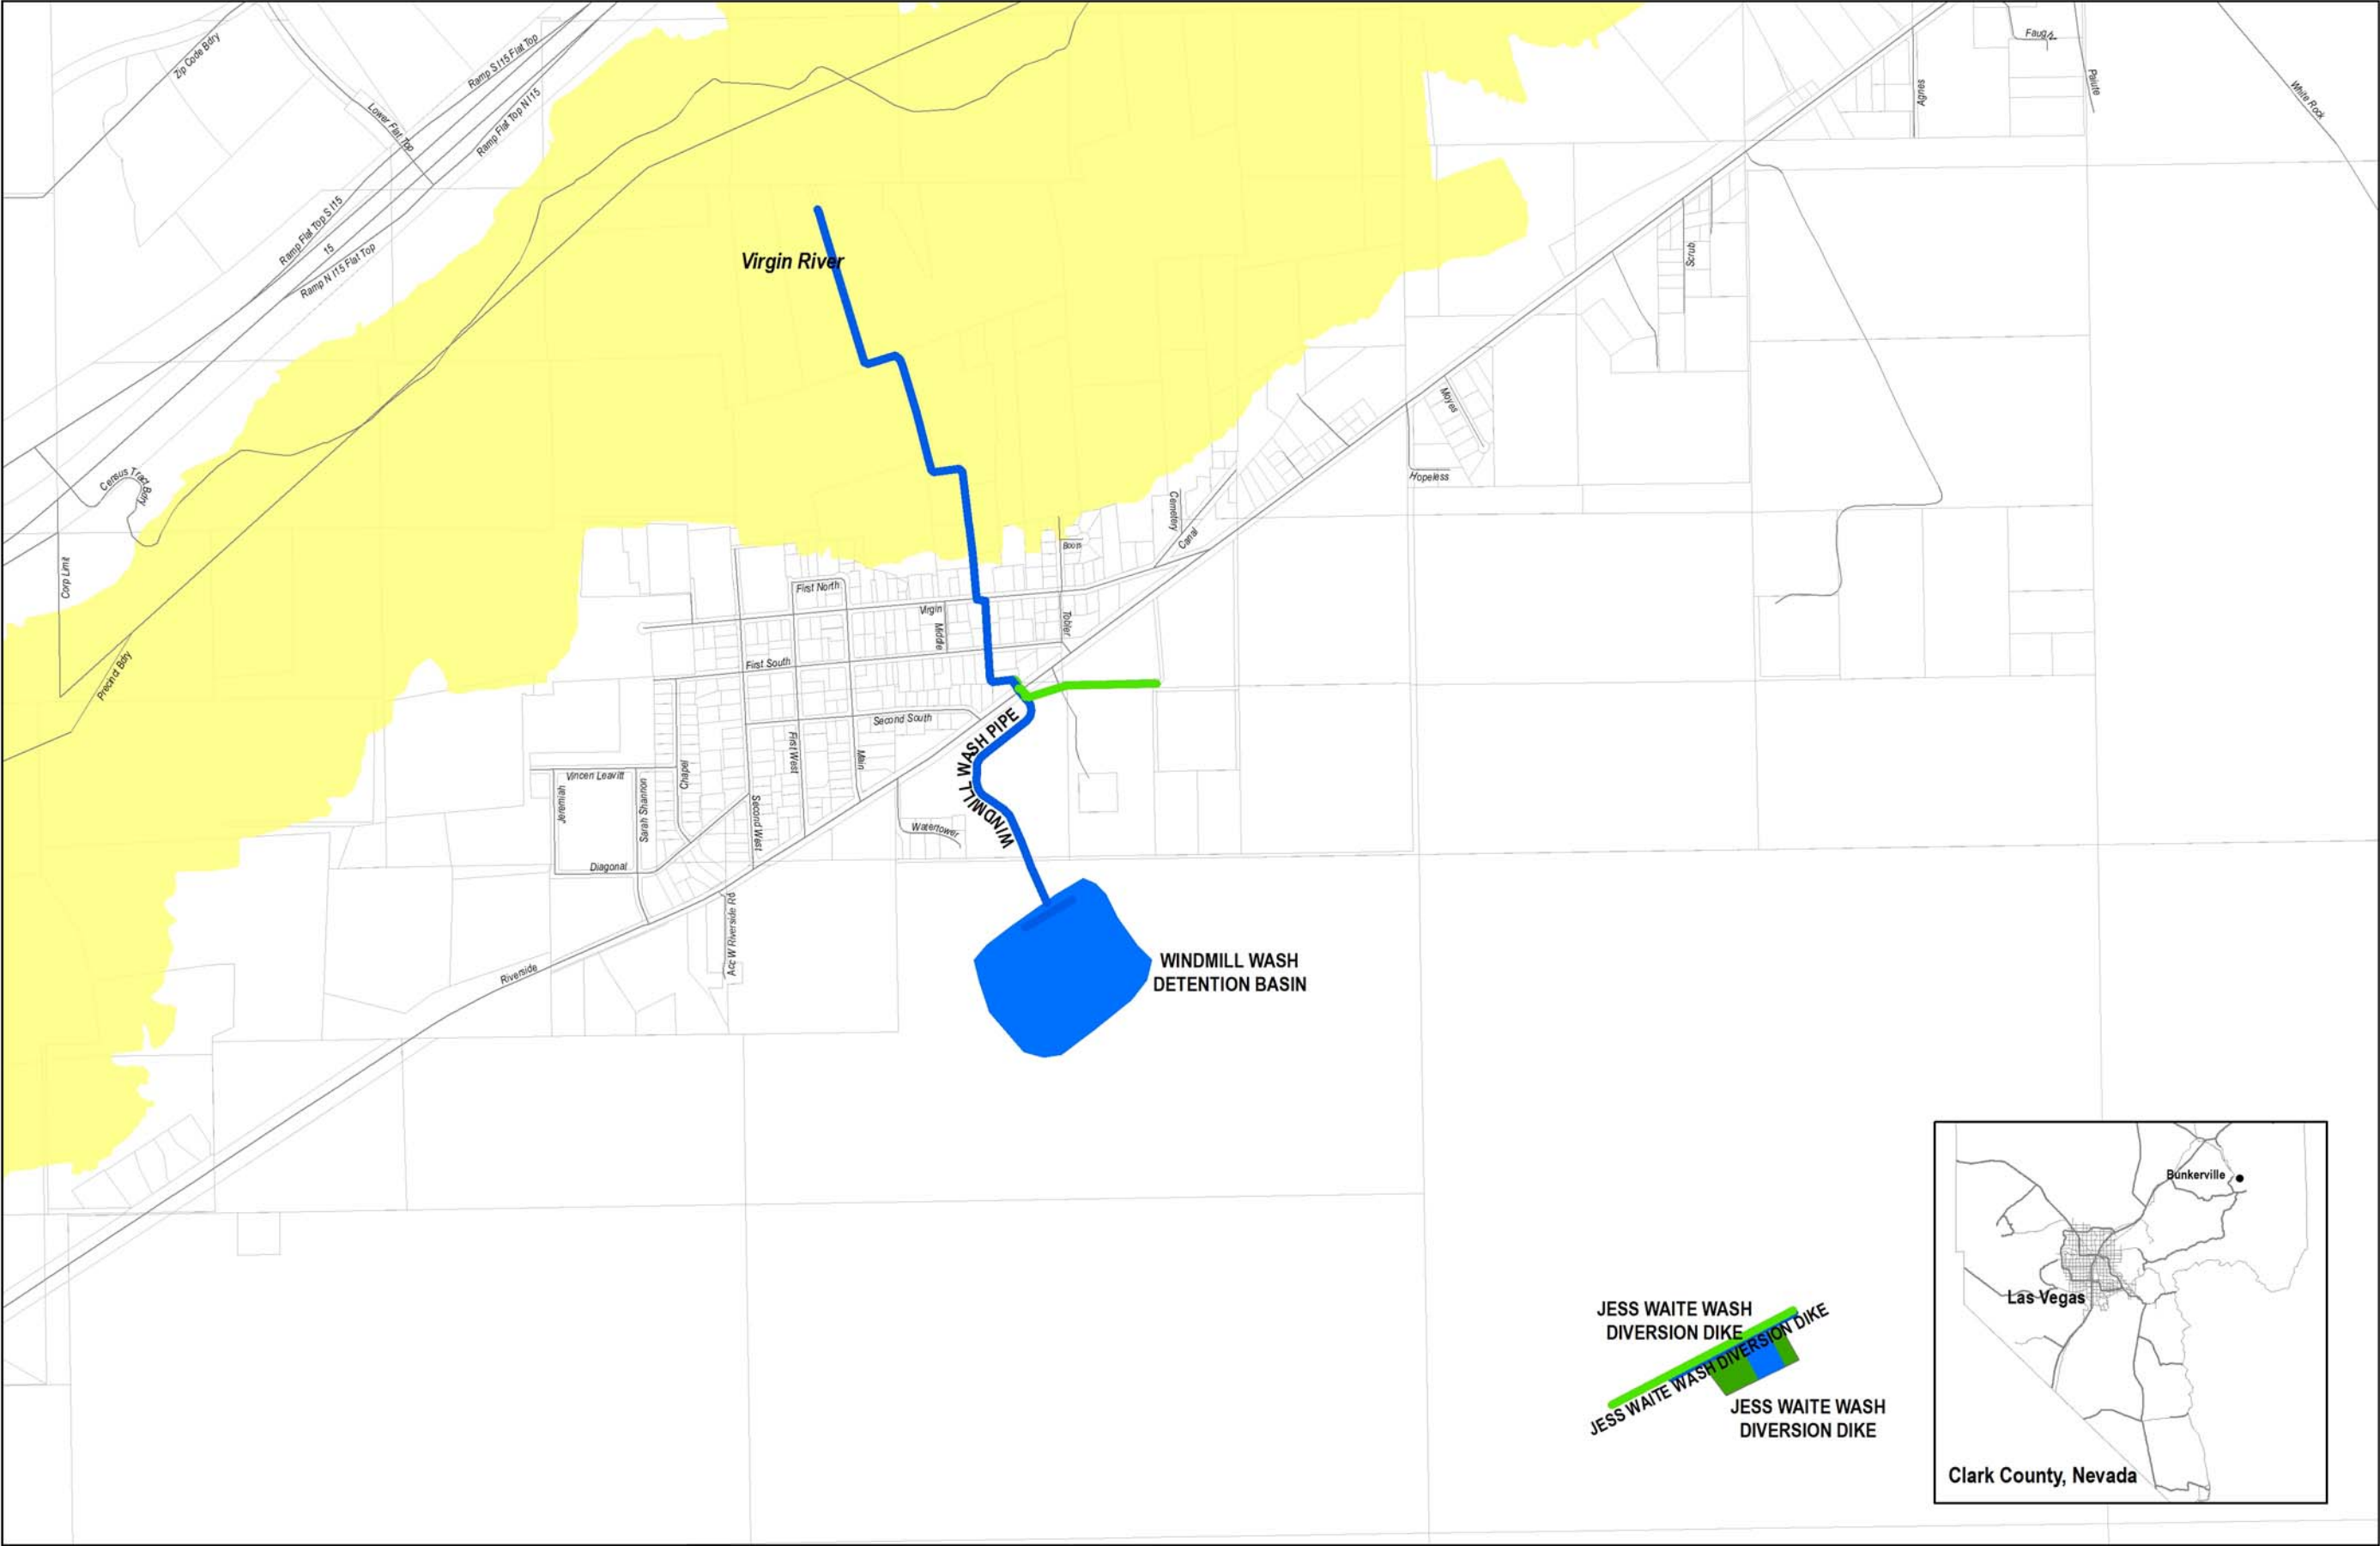 Zip Code Bdry
Ramp S I15 Flat Top
Lower Flat Top
Ramp Flat Top N I15
Faught
Paiute
Agnes
White Rock
Ramp Flat Top S I15
15
Ramp N I15 Flat Top
Virgin River
Scrub
Moyes
Hopeless
Census Tract Bdry
Cemetery
Canal
Corp Limit
First North
Virgin
Middle
Tobler
First South
Precinct Bdry
Second South
WINDMILL WASH PIPE
First West
Main
Vincen Leavitt
Chapel
Jeremiah
Sarah Shannon
Second West
Watertower
Diagonal
Acc W Riverside Rd
Riverside
WINDMILL WASH
DETENTION BASIN
Bunkerville
Las Vegas
Clark County, Nevada
JESS WAITE WASH
DIVERSION DIKE
JESS WAITE WASH DIVERSION DIKE
JESS WAITE WASH
DIVERSION DIKE